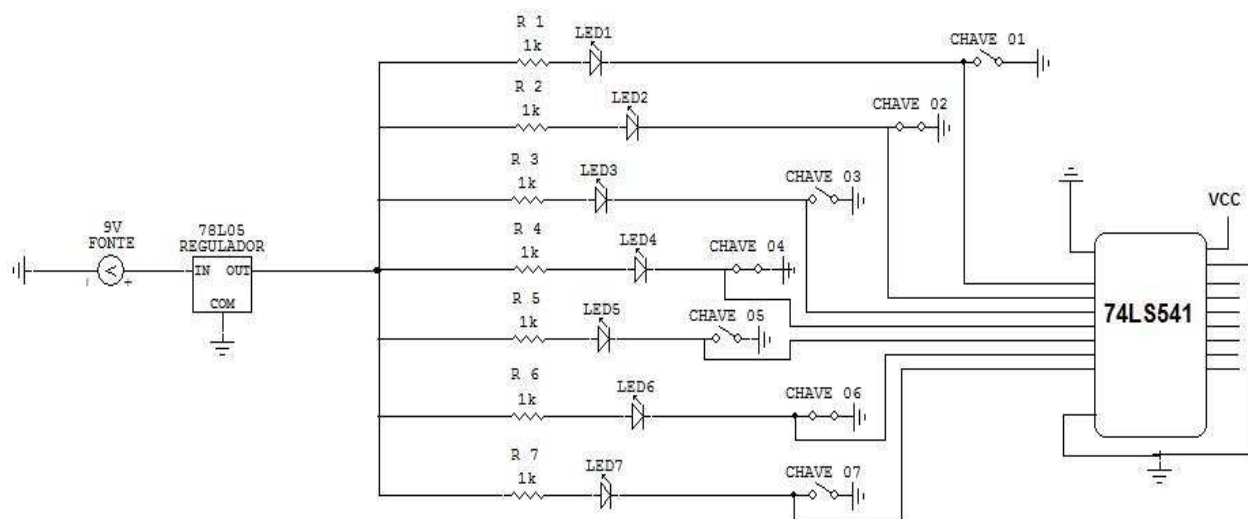 R 1
1k
LED1
CHAVE 01
R 2
1k
LED2
CHAVE 02
R 3
1k
LED3
CHAVE 03
9V
FONTE
- +
78L05
REGULADOR
IN OUT
COM
R 4
1k
LED4
CHAVE 04
R 5
1k
LED5
CHAVE 05
R 6
1k
LED6
CHAVE 06
R 7
1k
LED7
CHAVE 07
VCC
74LS541